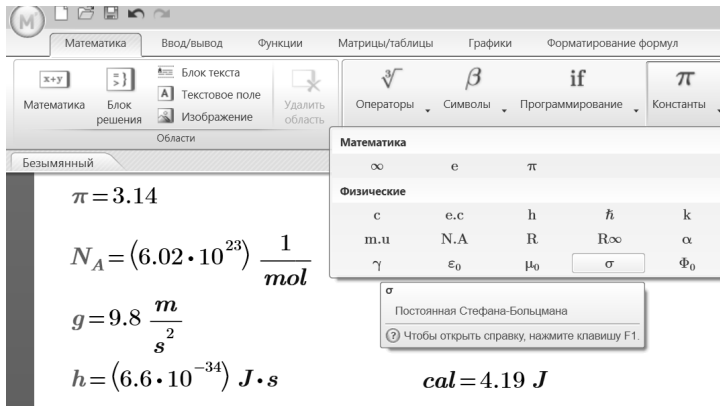 M
Математика Ввод/вывод Функции Матрицы/таблицы Графики Форматирование формул
x+y = } Блок текста ∛ β if π
A Текстовое поле
Математика Блок решения Изображение Удалить область Операторы Символы Программирование Константы
Области
Безымянный
Математика
∞ e π
Физические
c e.c h ℏ k
m.u N.A R R∞ α
γ ε₀ μ₀ σ Φ₀
σ
Постоянная Стефана-Больцмана
? Чтобы открыть справку, нажмите клавишу F1.
π=3.14
N_A=(6.02·10^23) 1/mol
g=9.8 m/s^2
h=(6.6·10^-34) J·s cal=4.19 J